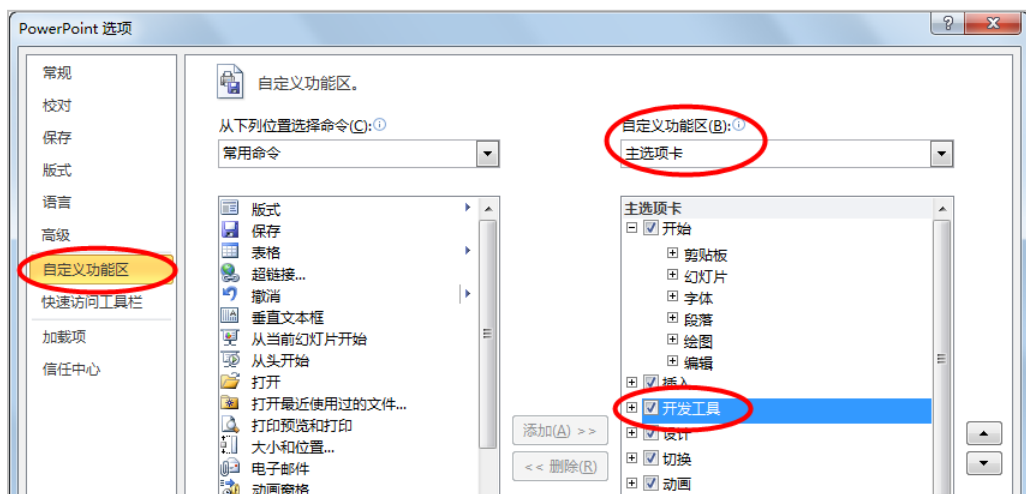 PowerPoint 选项
常规
校对
保存
版式
语言
高级
自定义功能区
快速访问工具栏
加载项
信任中心
自定义功能区。
从下列位置选择命令(C):
常用命令
版式
保存
表格
超链接...
撤消
垂直文本框
从当前幻灯片开始
从头开始
打开
打开最近使用过的文件...
打印预览和打印
大小和位置...
电子邮件
动画窗格
添加(A) >>
<< 删除(R)
自定义功能区(B):
主选项卡
主选项卡
开始
剪贴板
幻灯片
字体
段落
绘图
编辑
插入
开发工具
设计
切换
动画